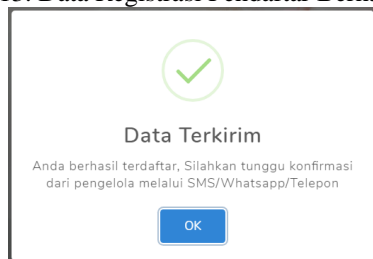 Data Terkirim
Anda berhasil terdaftar, Silahkan tunggu konfirmasi
dari pengelola melalui SMS/Whatsapp/Telepon
OK